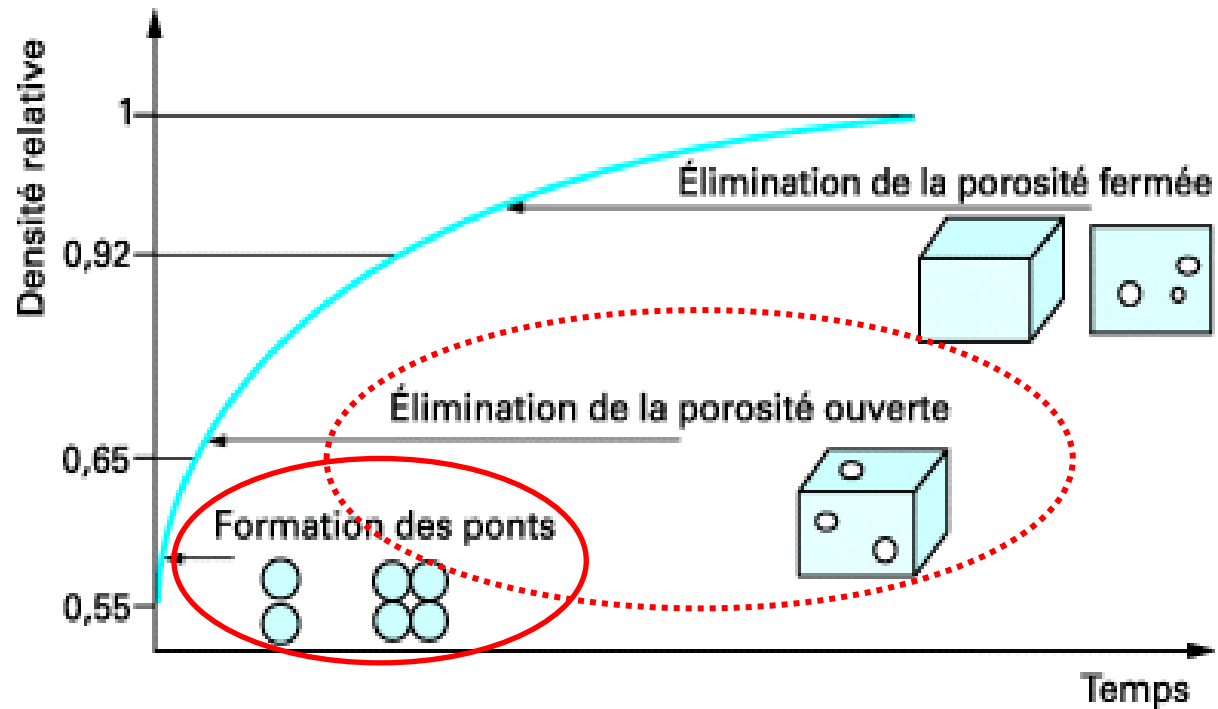 Densité relative
1
Élimination de la porosité fermée
0,92
Élimination de la porosité ouverte
0,65
Formation des ponts
0,55
Temps